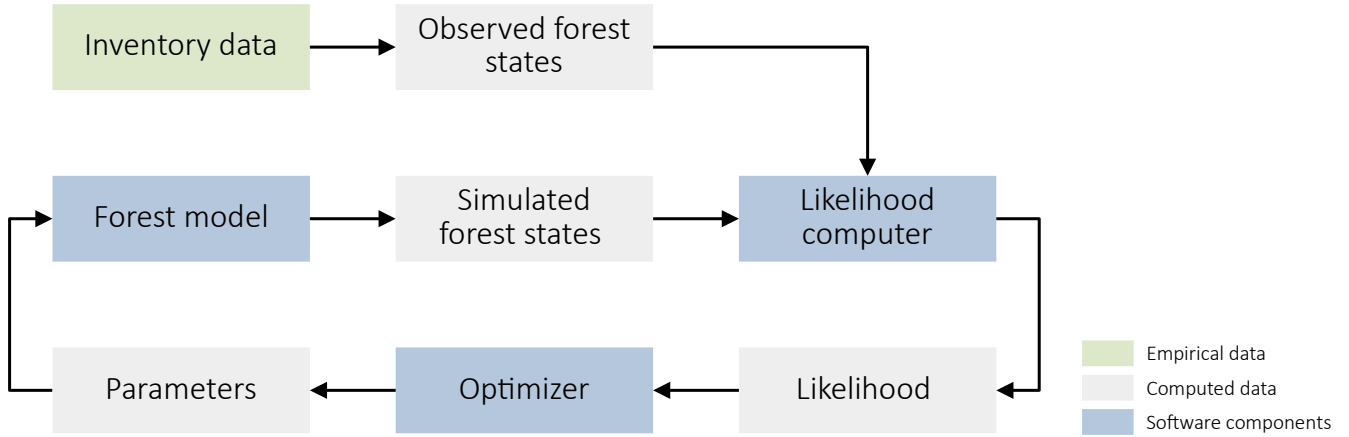 Inventory data
Observed forest
states
Forest model
Simulated
forest states
Likelihood
computer
Parameters
Optimizer
Likelihood
Empirical data
Computed data
Software components